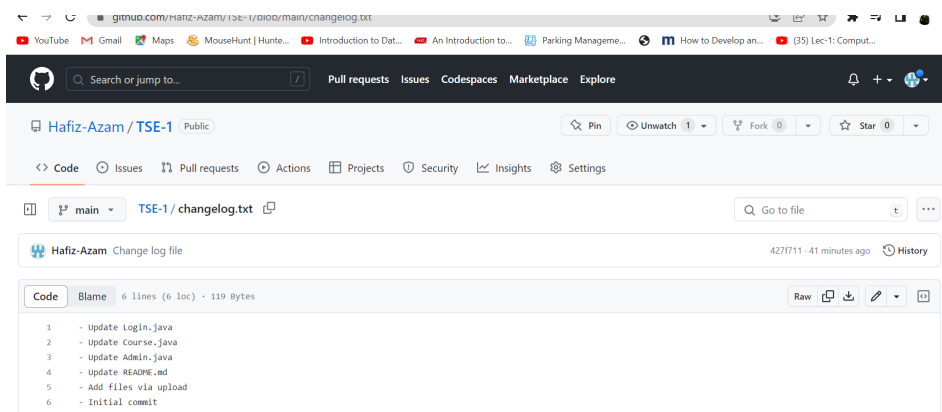 github.com/Hafiz-Azam/TSE-1/blob/main/changelog.txt
YouTube Gmail Maps MouseHunt | Hunte... Introduction to Dat... An Introduction to... Parking Manageme... How to Develop an... (35) Lec-1: Comput...
Search or jump to... / Pull requests Issues Codespaces Marketplace Explore
Hafiz-Azam / TSE-1 Public Pin Unwatch 1 Fork 0 Star 0
Code Issues Pull requests Actions Projects Security Insights Settings
main TSE-1 / changelog.txt Go to file t
Hafiz-Azam Change log file 427f711 · 41 minutes ago History
Code Blame 6 lines (6 loc) · 119 Bytes Raw
1 - Update Login.java
2 - Update Course.java
3 - Update Admin.java
4 - Update README.md
5 - Add files via upload
6 - Initial commit